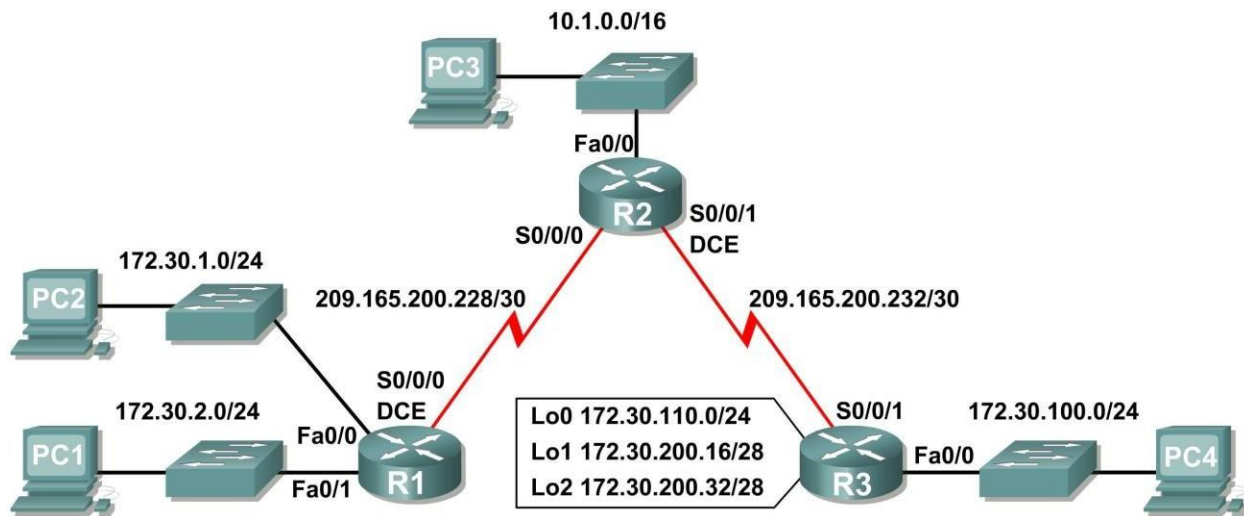 10.1.0.0/16
PC3
Fa0/0
R2
S0/0/1
DCE
S0/0/0
172.30.1.0/24
PC2
209.165.200.228/30
209.165.200.232/30
S0/0/0
DCE
172.30.2.0/24
Fa0/0
PC1
Fa0/1
R1
Lo0 172.30.110.0/24
Lo1 172.30.200.16/28
Lo2 172.30.200.32/28
S0/0/1
172.30.100.0/24
Fa0/0
R3
PC4